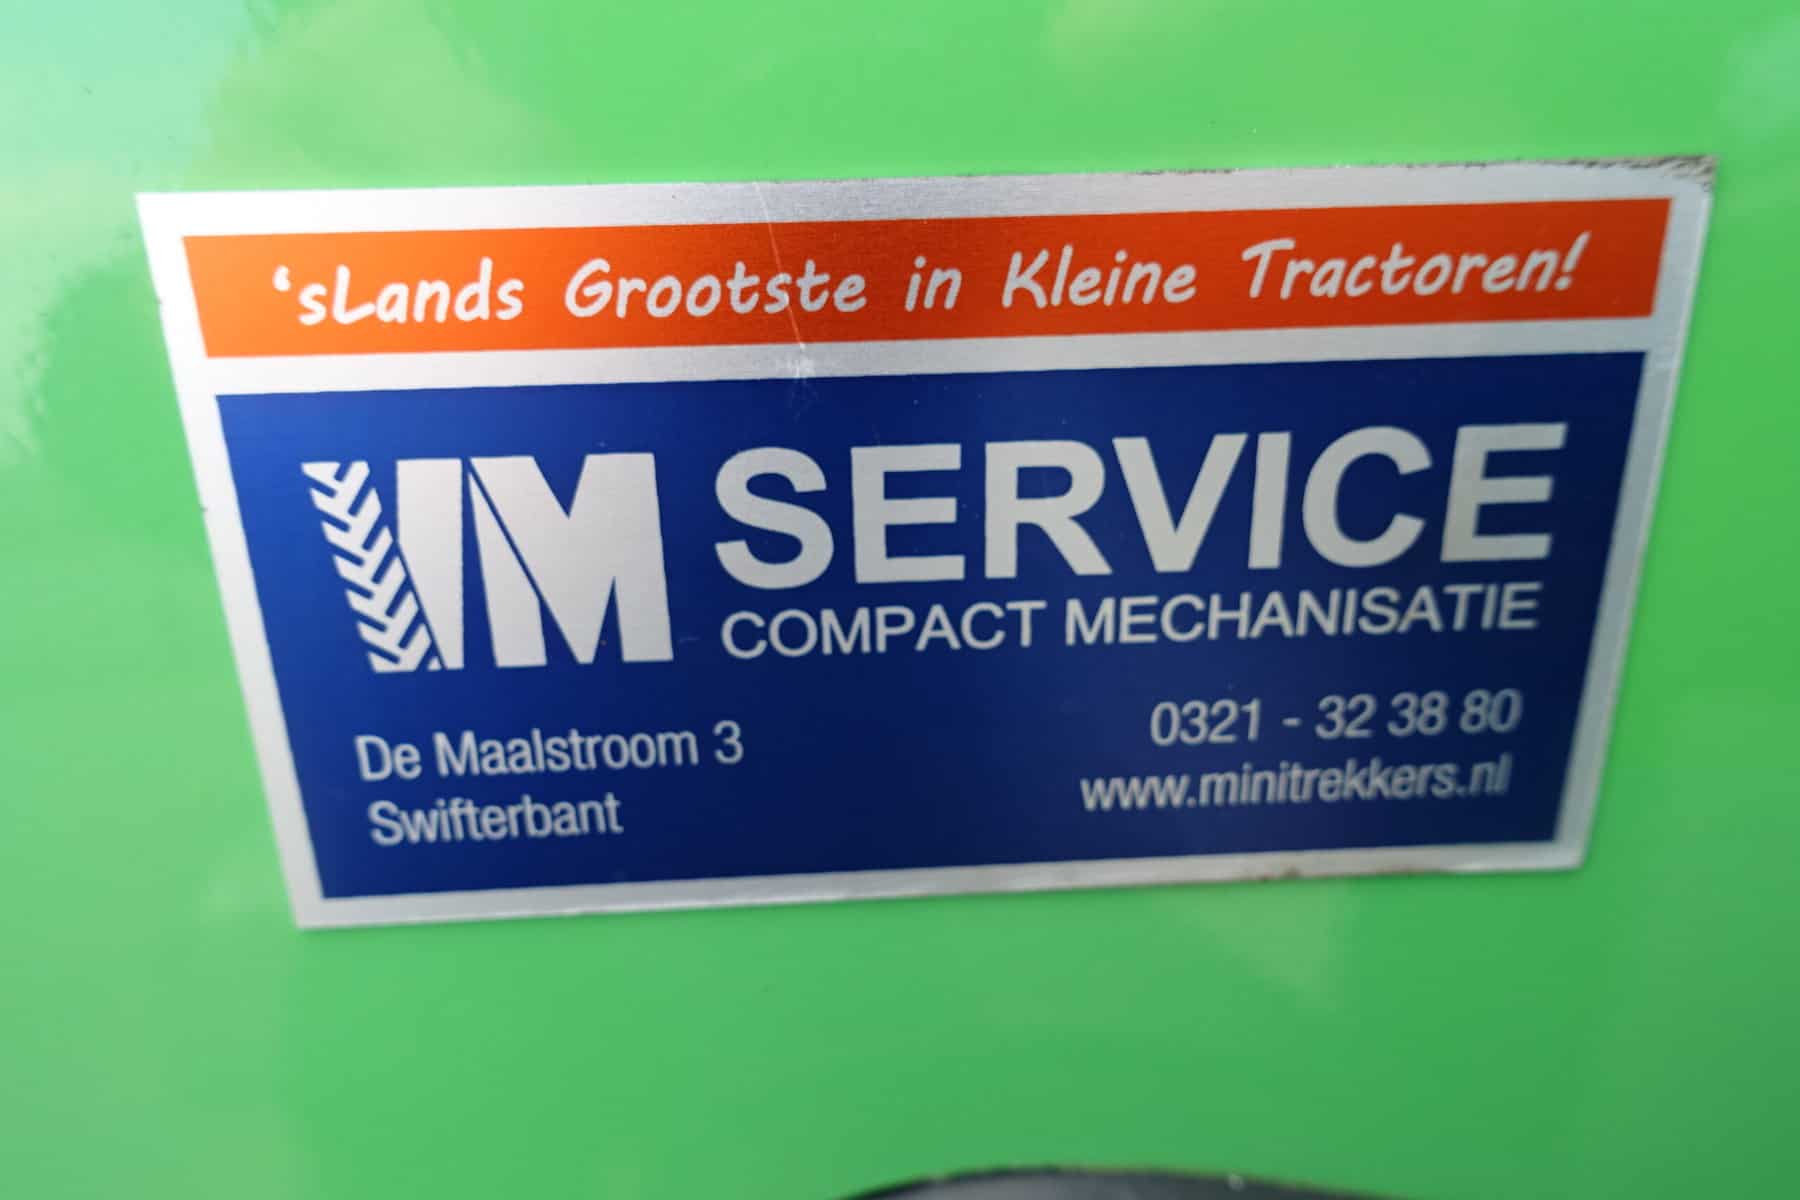 ‘sLands Grootste in Kleine Tractoren!
IM SERVICE
COMPACT MECHANISATIE
De Maalstroom 3
Swifterbant
0321 - 32 38 80
www.minitrekkers.nl